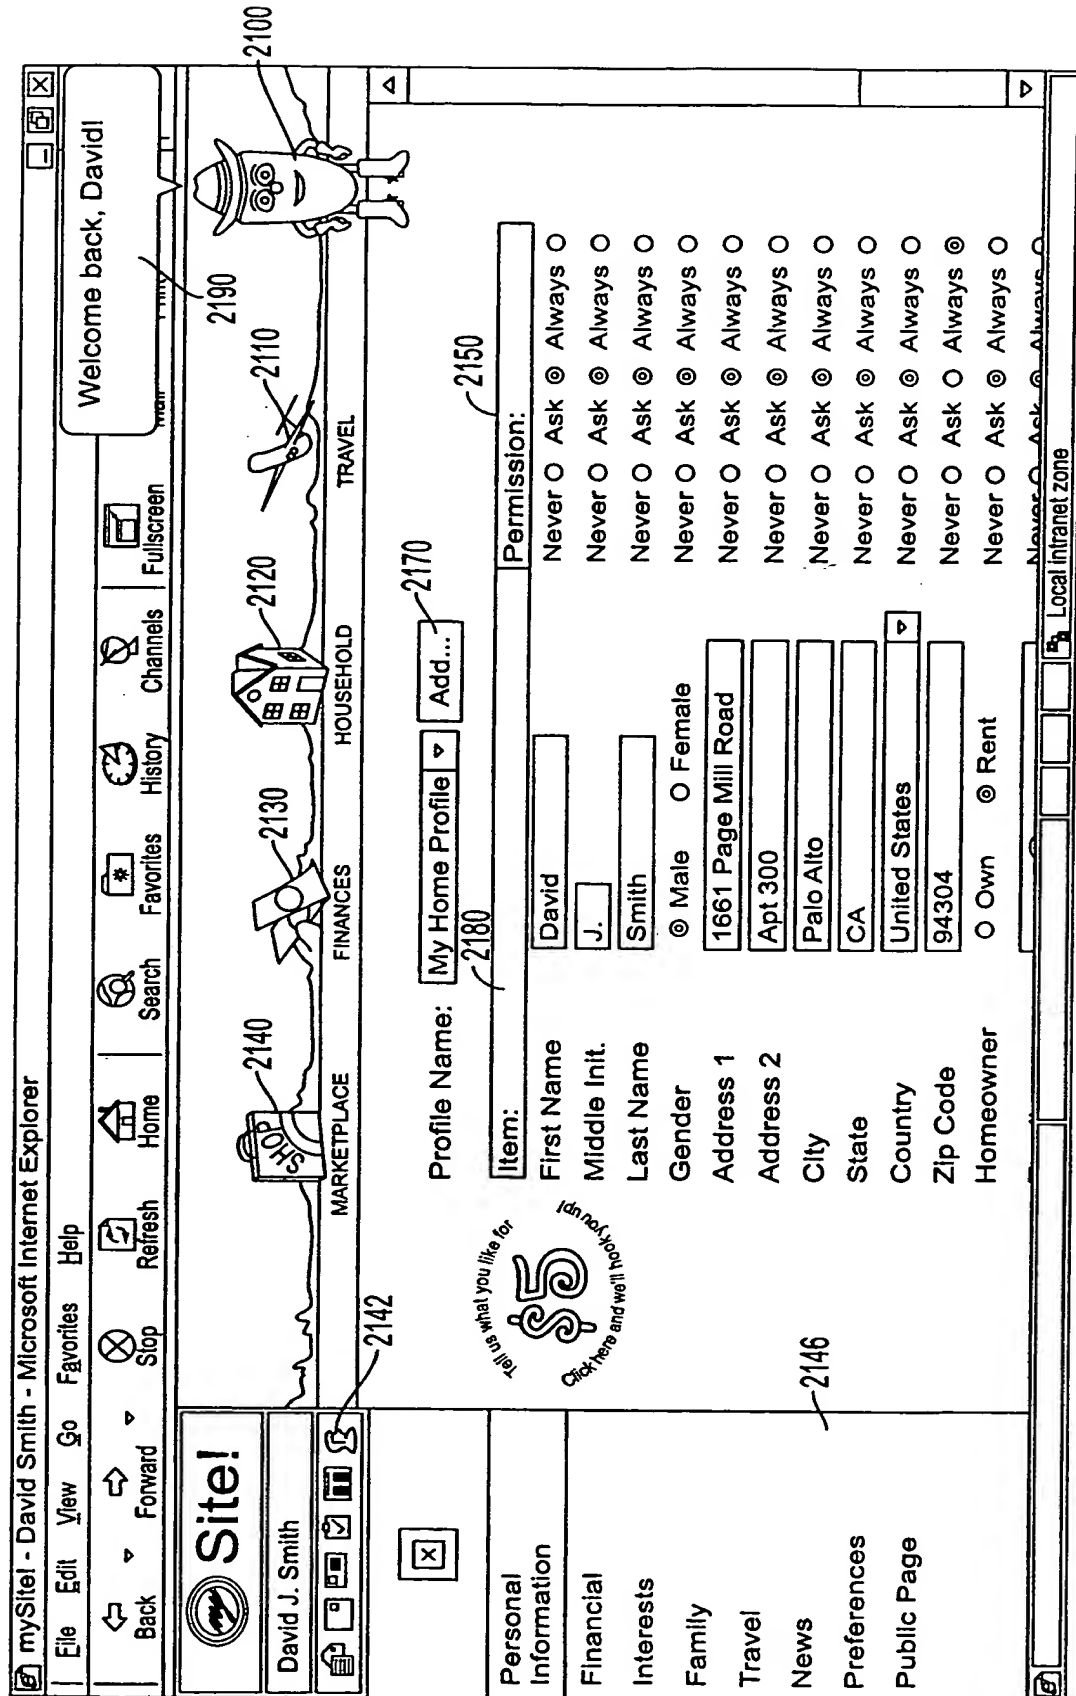 mySite! - David Smith - Microsoft Internet Explorer
File Edit View Go Favorites Help
Back Forward Stop Refresh Home Search Favorites History Channels Fullscreen Mail
Welcome back, David!
2190
2100
my Site!
David J. Smith
2142
2140
SHOP
2130
2120
2110
MARKETPLACE FINANCES HOUSEHOLD TRAVEL
Personal
Information
Financial
Interests
Family
Travel
News
Preferences
Public Page
2146
Tell us what you like for
$5
Click here and we'll hook you up!
Profile Name: My Home Profile Add...
2170
2180
2150
Item: Permission:
First Name David Never Ask Always
Middle Init. J. Never Ask Always
Last Name Smith Never Ask Always
Gender Male Female Never Ask Always
Address 1 1661 Page Mill Road Never Ask Always
Address 2 Apt 300 Never Ask Always
City Palo Alto Never Ask Always
State CA Never Ask Always
Country United States Never Ask Always
Zip Code 94304 Never Ask Always
Homeowner Own Rent Never Ask Always
Never Ask Always
Local intranet zone